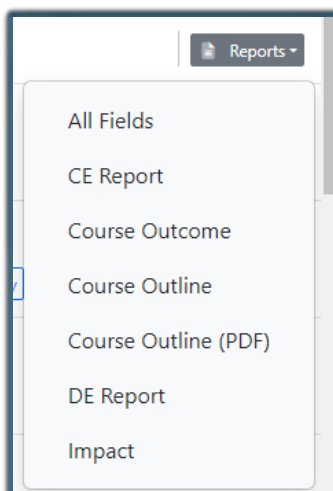 Reports
All Fields
CE Report
Course Outcome
Course Outline
Course Outline (PDF)
DE Report
Impact